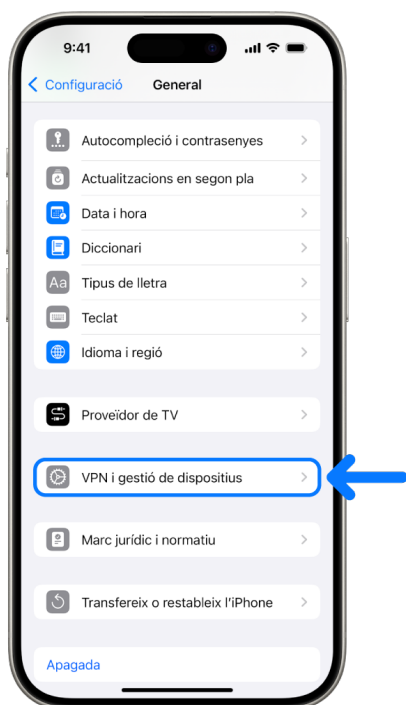 9:41
Configuració
General
Autocompleció i contrasenyes
Actualitzacions en segon pla
Data i hora
Diccionari
Aa
Tipus de lletra
Teclat
Idioma i regió
Proveïdor de TV
VPN i gestió de dispositius
Marc jurídic i normatiu
Transfereix o restableix l'iPhone
Apagada